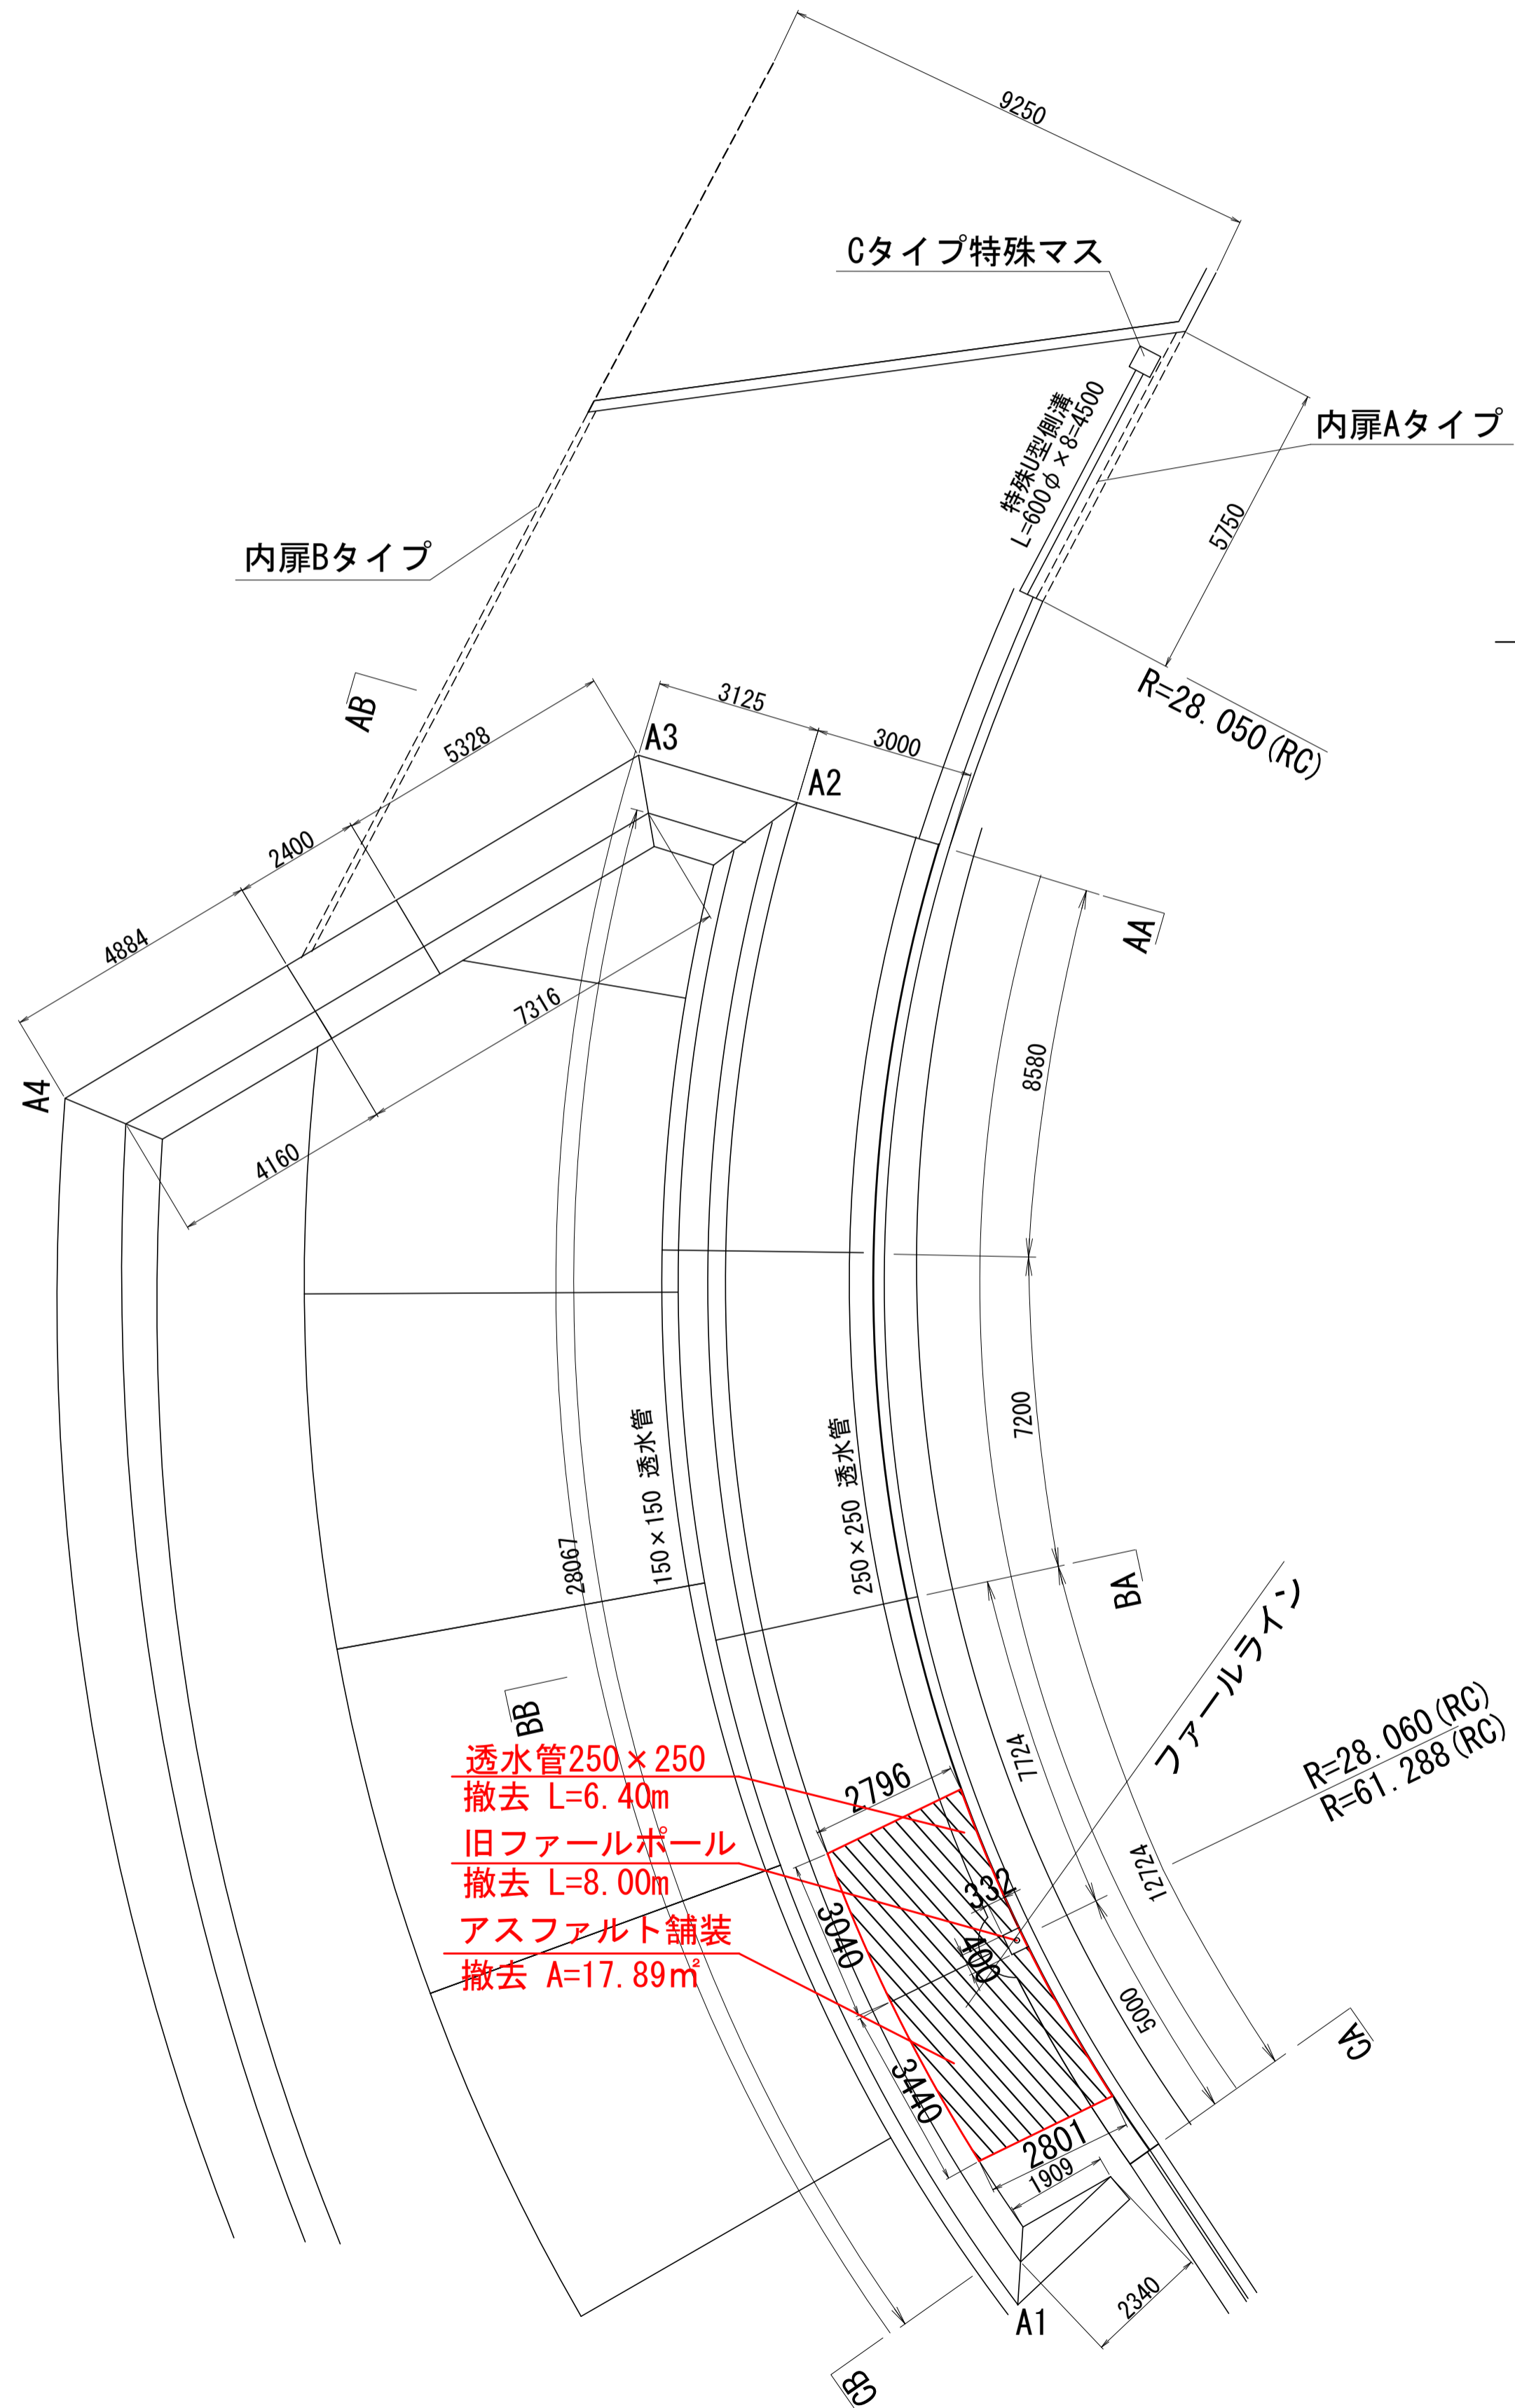 9250
Cタイプ特殊マス
特殊U型側溝
L=600φ×8=4500
内扉Aタイプ
5750
内扉Bタイプ
R=28.050(RC)
AB
5328
3125
A3
3000
A2
2400
4884
AA
7316
A4
4160
8580
7200
150×150 透水管
250×250 透水管
28067
BA
ファールライン
BB
7724
R=28.060(RC)
R=61.288(RC)
透水管250×250
撤去 L=6.40m
2796
旧ファールポール
撤去 L=8.00m
332
12724
アスファルト舗装
撤去 A=17.89㎡
3040
400
5000
CA
3440
2801
1909
2340
A1
CB